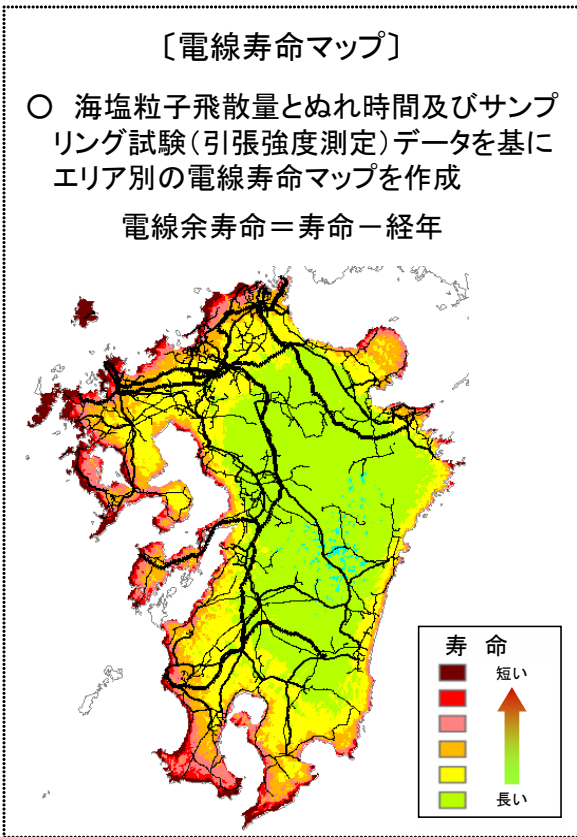 〔電線寿命マップ〕
○ 海塩粒子飛散量とぬれ時間及びサンプ
リング試験(引張強度測定)データを基に
エリア別の電線寿命マップを作成
電線余寿命=寿命-経年
寿 命
短い
長い